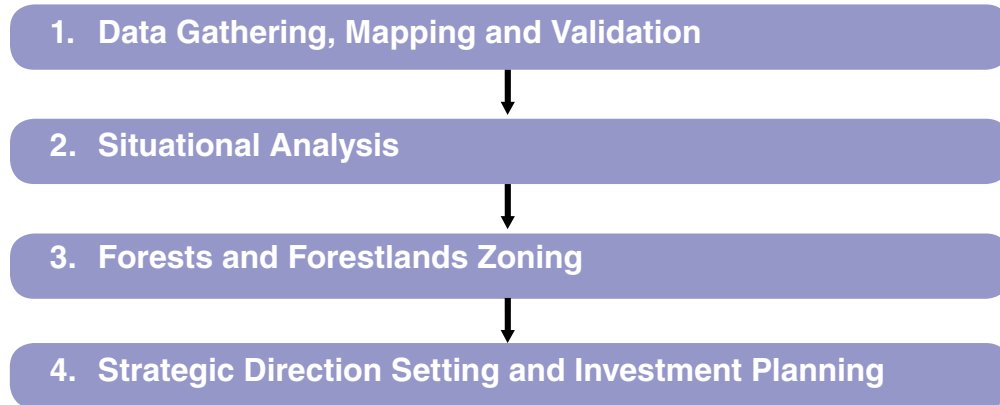 1. Data Gathering, Mapping and Validation
2. Situational Analysis
3. Forests and Forestlands Zoning
4. Strategic Direction Setting and Investment Planning